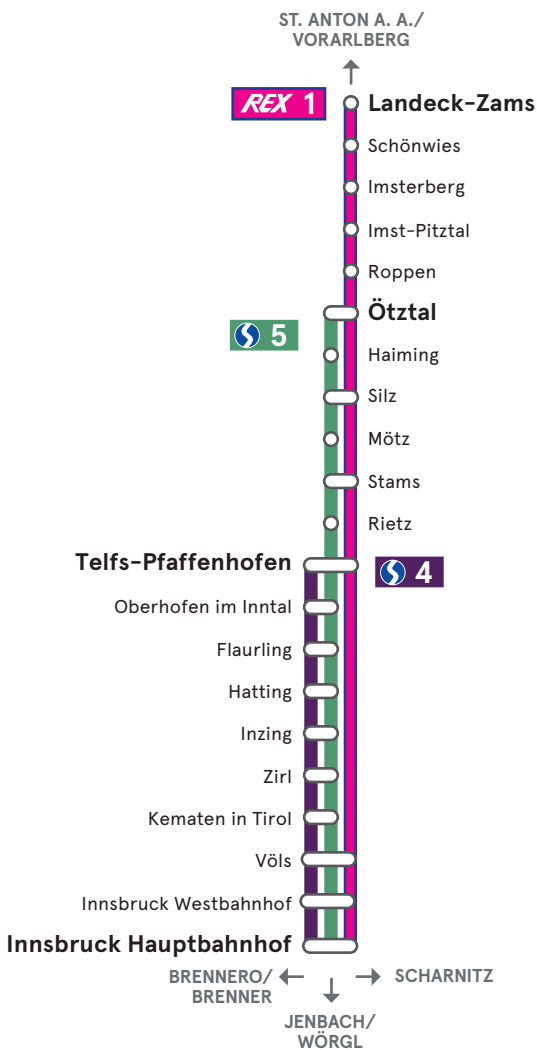 ST. ANTON A. A./
VORARLBERG
REX 1
Landeck-Zams
Schönwies
Imsterberg
Imst-Pitztal
Roppen
Ötztal
S 5
Haiming
Silz
Mötz
Stams
Rietz
Telfs-Pfaffenhofen
S 4
Oberhofen im Inntal
Flaurling
Hatting
Inzing
Zirl
Kematen in Tirol
Völs
Innsbruck Westbahnhof
Innsbruck Hauptbahnhof
BRENNERO/
BRENNER
SCHARNITZ
JENBACH/
WÖRGL